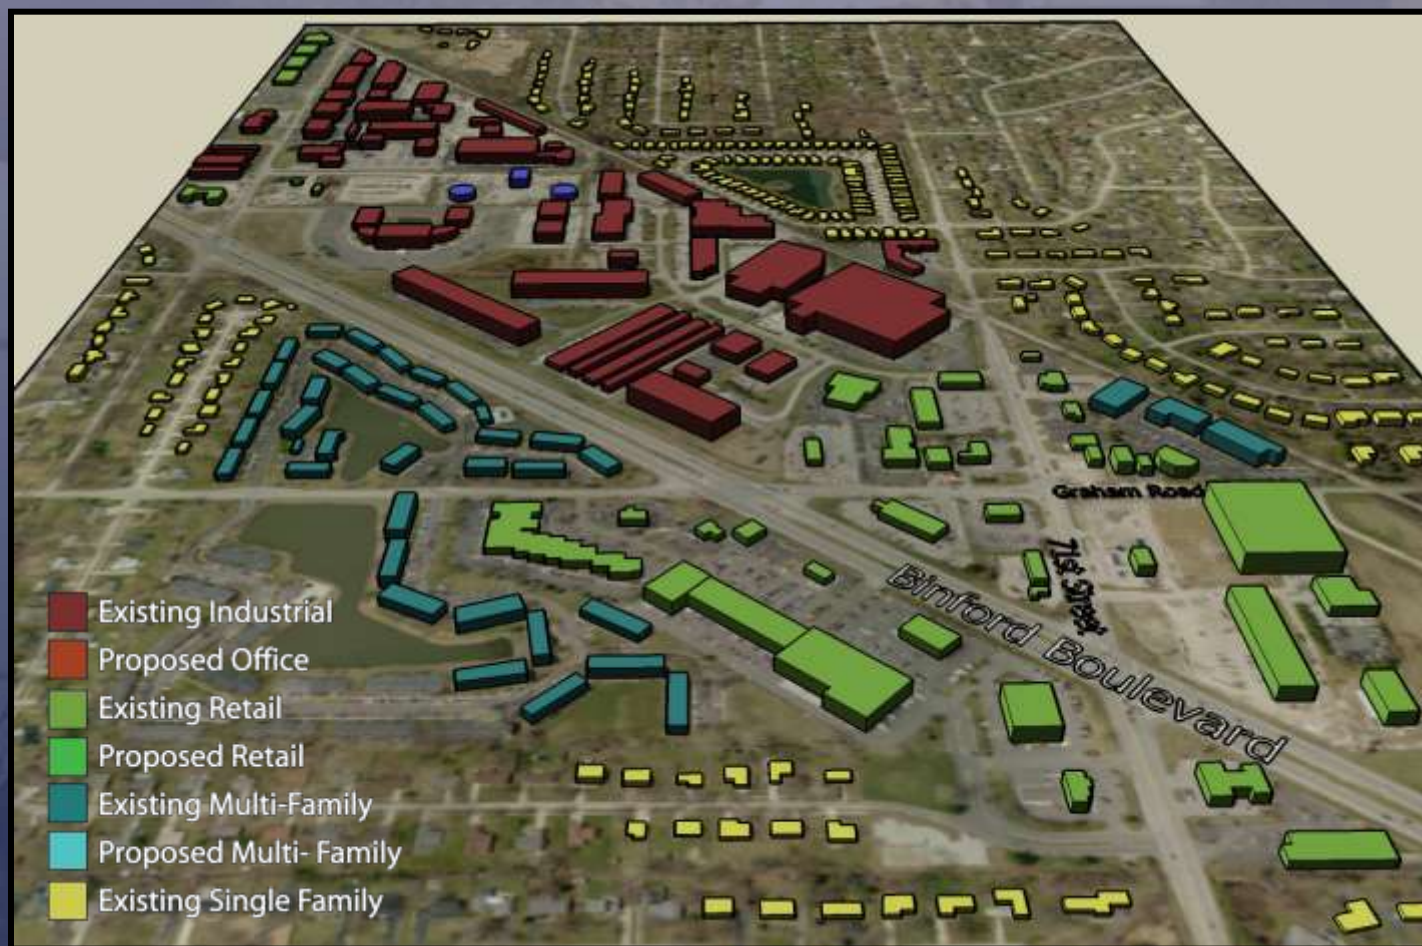 Graham Road
71st Street
Binford Boulevard
Existing Industrial
Proposed Office
Existing Retail
Proposed Retail
Existing Multi-Family
Proposed Multi- Family
Existing Single Family